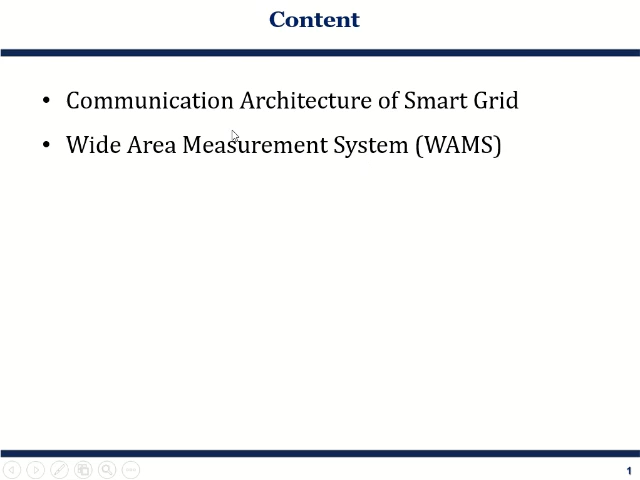 Content
• Communication Architecture of Smart Grid
• Wide Area Measurement System (WAMS)
1